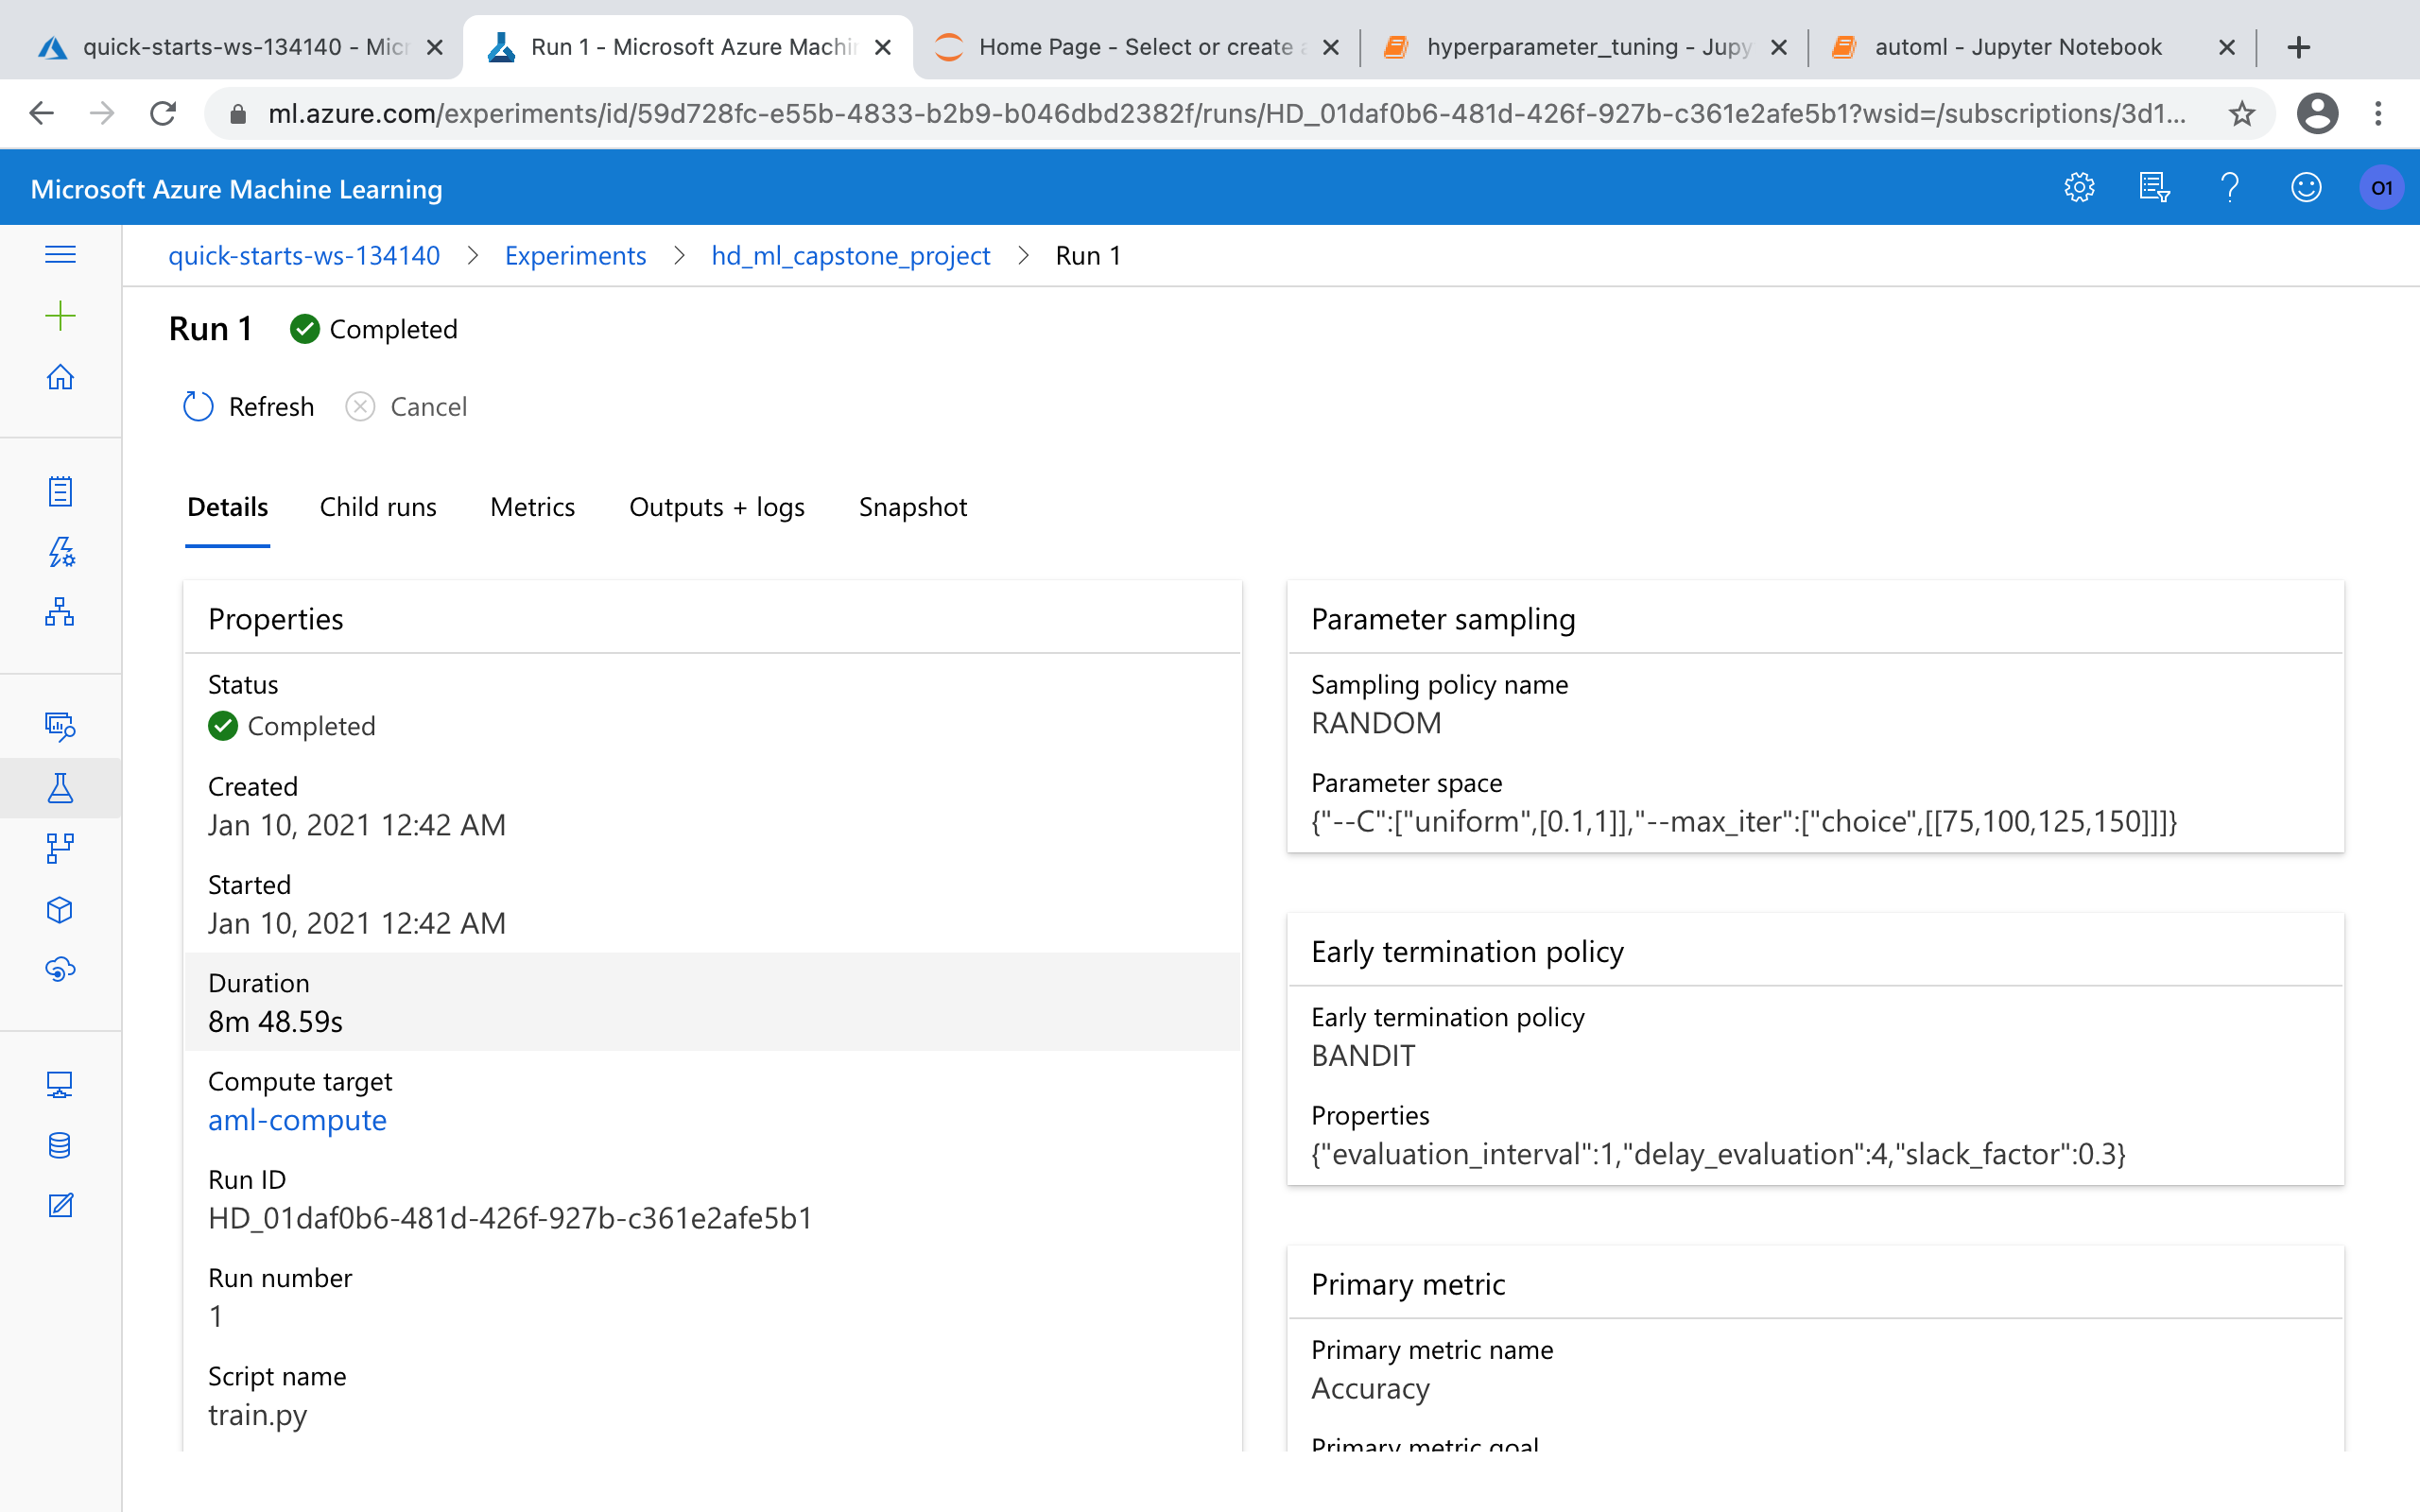 quick-starts-ws-134140 - Micr
Run 1 - Microsoft Azure Machin
Home Page - Select or create a
hyperparameter_tuning - Jupy
automl - Jupyter Notebook
ml.azure.com/experiments/id/59d728fc-e55b-4833-b2b9-b046dbd2382f/runs/HD_01daf0b6-481d-426f-927b-c361e2afe5b1?wsid=/subscriptions/3d1...
Microsoft Azure Machine Learning
O1
quick-starts-ws-134140 > Experiments > hd_ml_capstone_project > Run 1
Run 1 Completed
Refresh Cancel
Details Child runs Metrics Outputs + logs Snapshot
Properties
Status
Completed
Created
Jan 10, 2021 12:42 AM
Started
Jan 10, 2021 12:42 AM
Duration
8m 48.59s
Compute target
aml-compute
Run ID
HD_01daf0b6-481d-426f-927b-c361e2afe5b1
Run number
1
Script name
train.py
Parameter sampling
Sampling policy name
RANDOM
Parameter space
{"--C":["uniform",[0.1,1]],"--max_iter":["choice",[[75,100,125,150]]]}
Early termination policy
Early termination policy
BANDIT
Properties
{"evaluation_interval":1,"delay_evaluation":4,"slack_factor":0.3}
Primary metric
Primary metric name
Accuracy
Primary metric goal